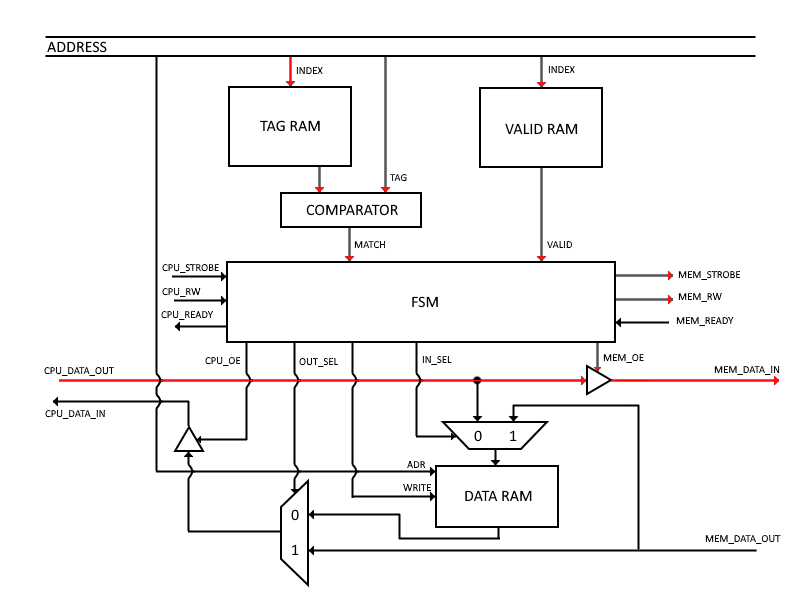 ADDRESS
INDEX
INDEX
TAG RAM
VALID RAM
TAG
COMPARATOR
MATCH
VALID
CPU_STROBE
MEM_STROBE
CPU_RW
MEM_RW
FSM
CPU_READY
MEM_READY
CPU_OE
OUT_SEL
IN_SEL
MEM_OE
CPU_DATA_OUT
MEM_DATA_IN
CPU_DATA_IN
0 1
ADR
WRITE
DATA RAM
0
MEM_DATA_OUT
1